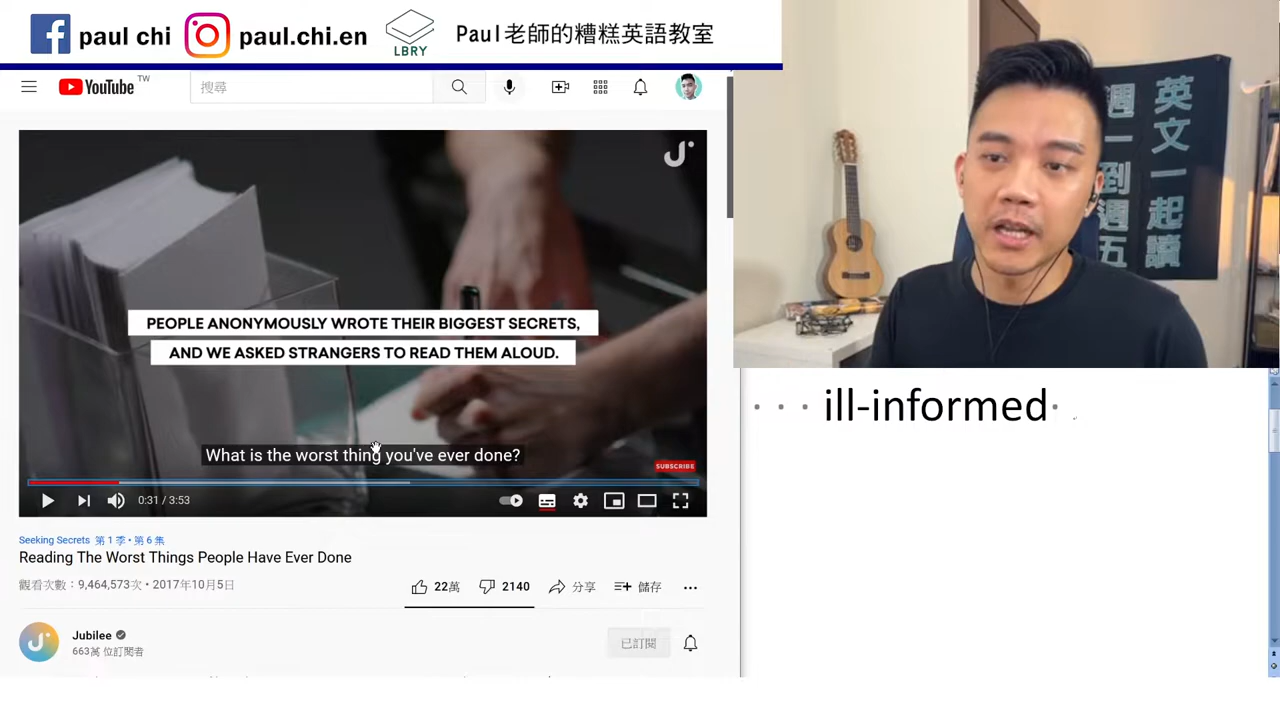 paul chi
paul.chi.en
LBRY
Paul老師的糟糕英語教室
YouTube TW
搜尋
PEOPLE ANONYMOUSLY WROTE THEIR BIGGEST SECRETS,
AND WE ASKED STRANGERS TO READ THEM ALOUD.
What is the worst thing you've ever done?
SUBSCRIBE
0:31 / 3:53
Seeking Secrets 第 1 季 • 第 6 集
Reading The Worst Things People Have Ever Done
觀看次數：9,464,573次 • 2017年10月5日
22萬
2140
分享
儲存
Jubilee
663萬 位訂閱者
已訂閱
英文一起讀
週一到週五
ill-informed